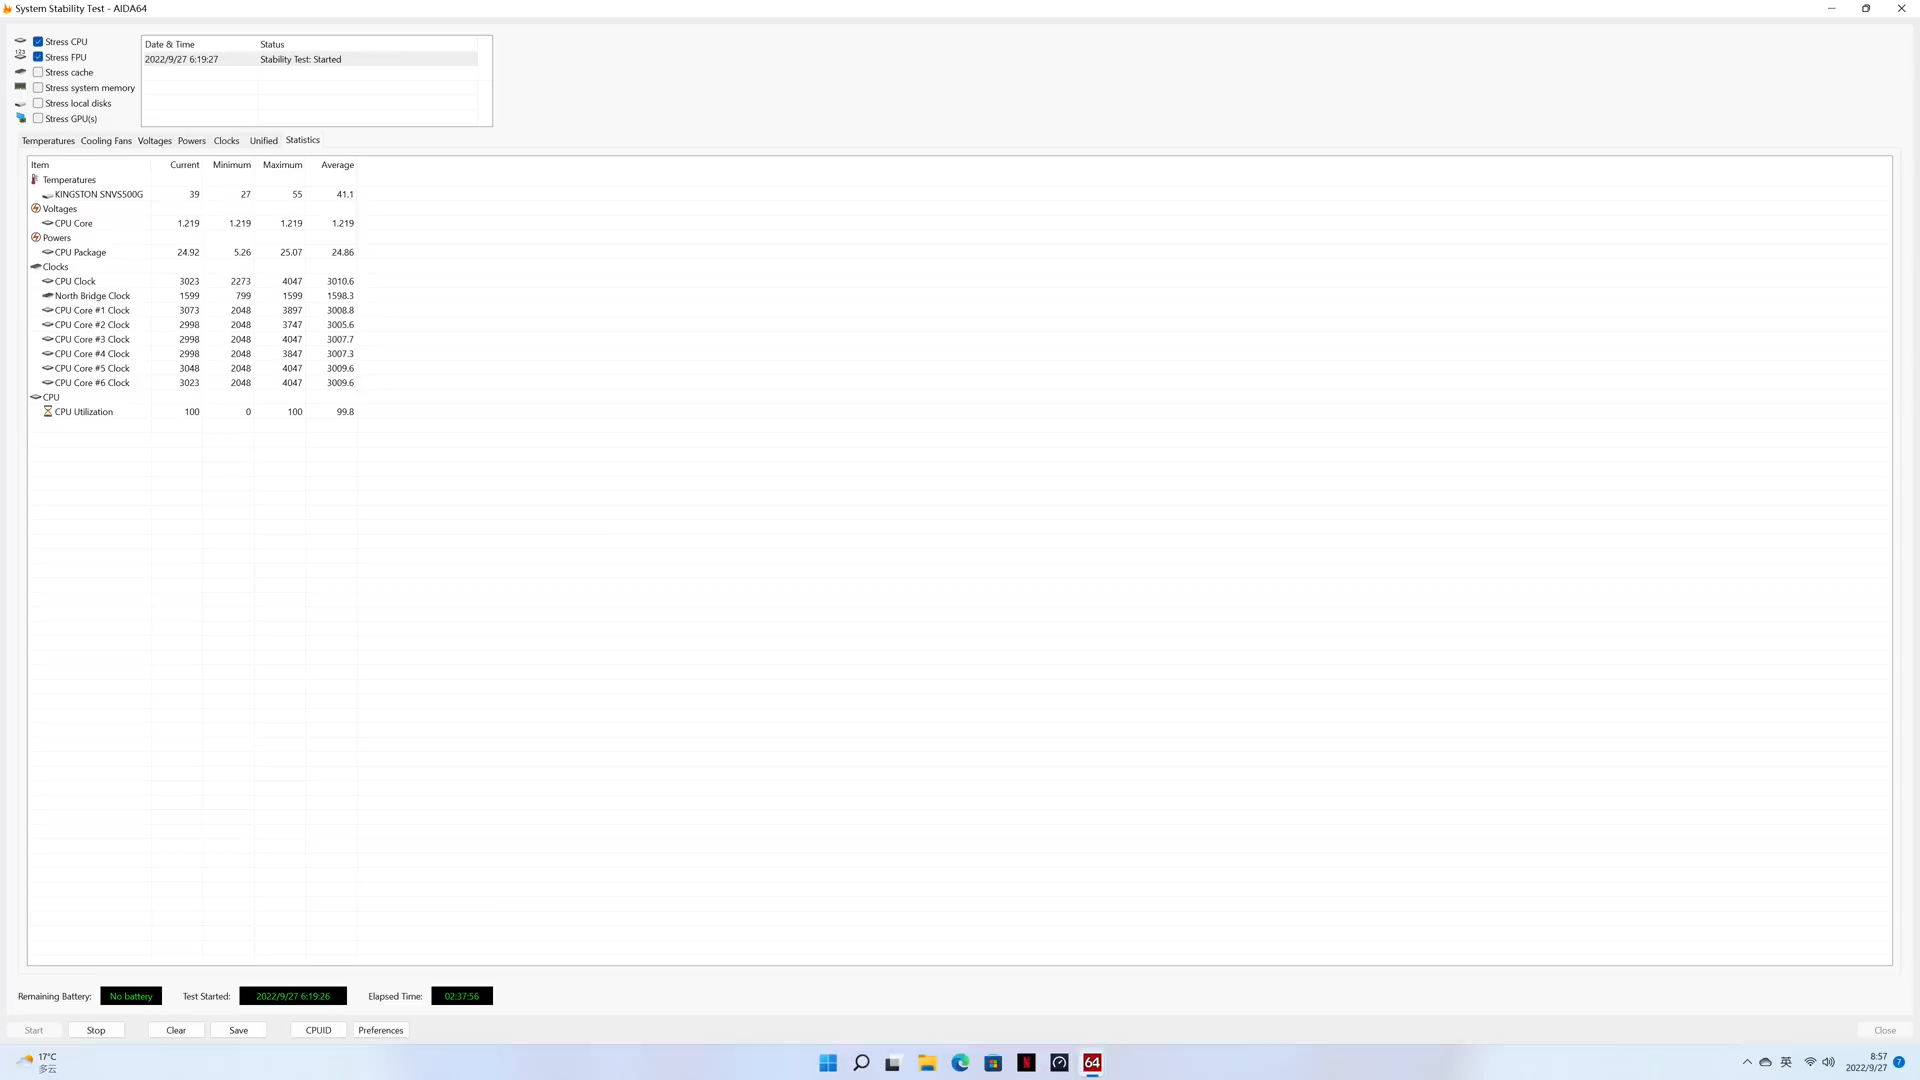 System Stability Test - AIDA64
Stress CPU
123
Stress FPU
Stress cache
Stress system memory
Stress local disks
Stress GPU(s)
Date & Time Status
2022/9/27 6:19:27 Stability Test: Started
Temperatures Cooling Fans Voltages Powers Clocks Unified Statistics
Item Current Minimum Maximum Average
Temperatures
KINGSTON SNVS500G 39 27 55 41.1
Voltages
CPU Core 1.219 1.219 1.219 1.219
Powers
CPU Package 24.92 5.26 25.07 24.86
Clocks
CPU Clock 3023 2273 4047 3010.6
North Bridge Clock 1599 799 1599 1598.3
CPU Core #1 Clock 3073 2048 3897 3008.8
CPU Core #2 Clock 2998 2048 3747 3005.6
CPU Core #3 Clock 2998 2048 4047 3007.7
CPU Core #4 Clock 2998 2048 3847 3007.3
CPU Core #5 Clock 3048 2048 4047 3009.6
CPU Core #6 Clock 3023 2048 4047 3009.6
CPU
CPU Utilization 100 0 100 99.8
Remaining Battery: No battery Test Started: 2022/9/27 6:19:26 Elapsed Time: 02:37:56
Start Stop Clear Save CPUID Preferences Close
17°C
多云
N
64
英
8:57
2022/9/27
7